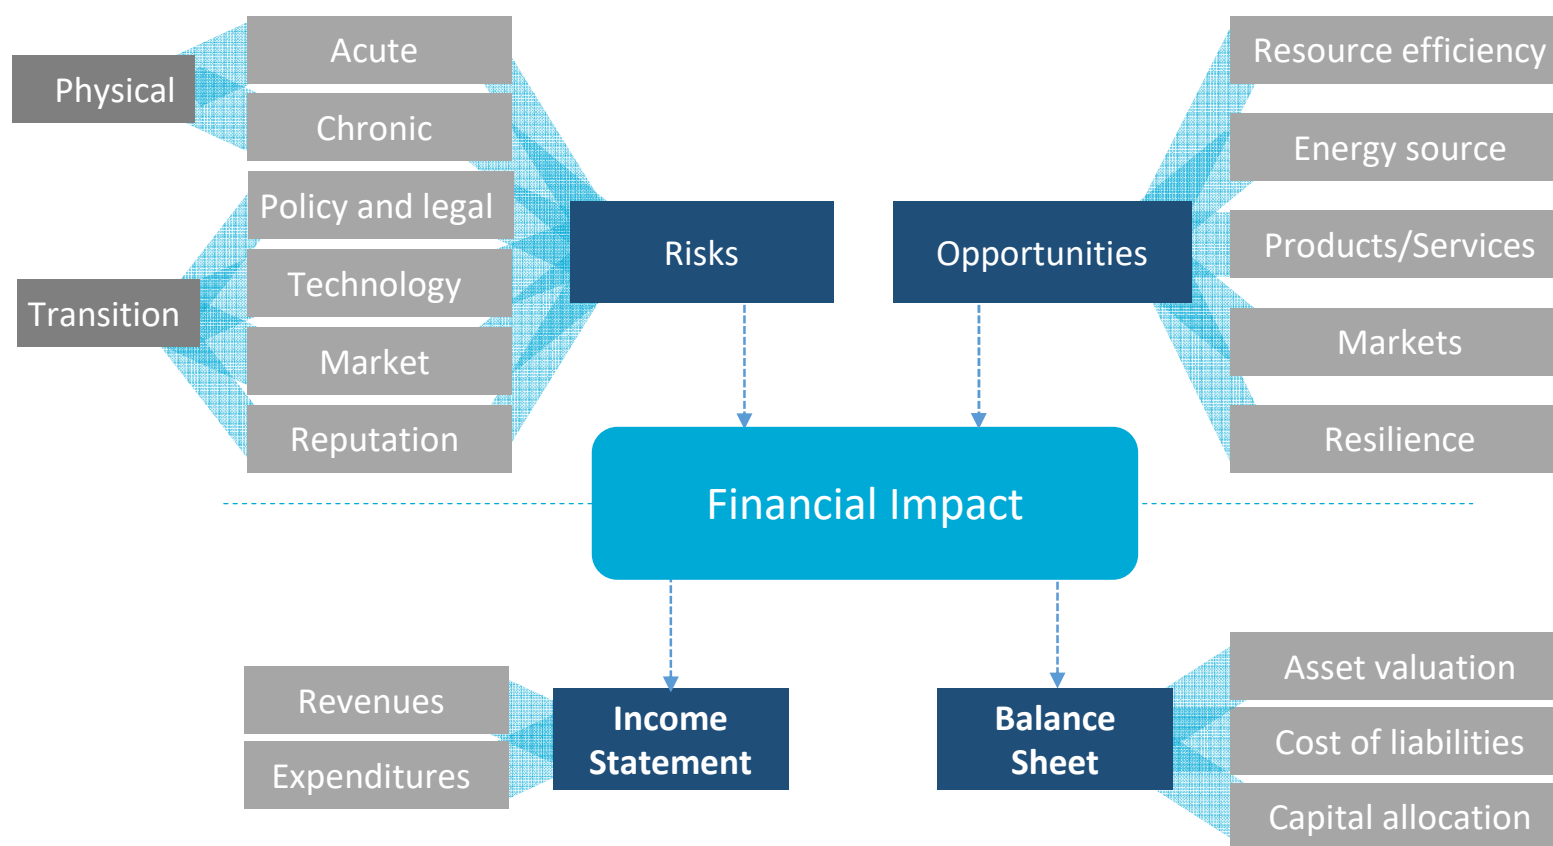 Physical
Acute
Chronic
Transition
Policy and legal
Technology
Market
Reputation
Risks
Opportunities
Resource efficiency
Energy source
Products/Services
Markets
Resilience
Financial Impact
Revenues
Expenditures
Income
Statement
Balance
Sheet
Asset valuation
Cost of liabilities
Capital allocation